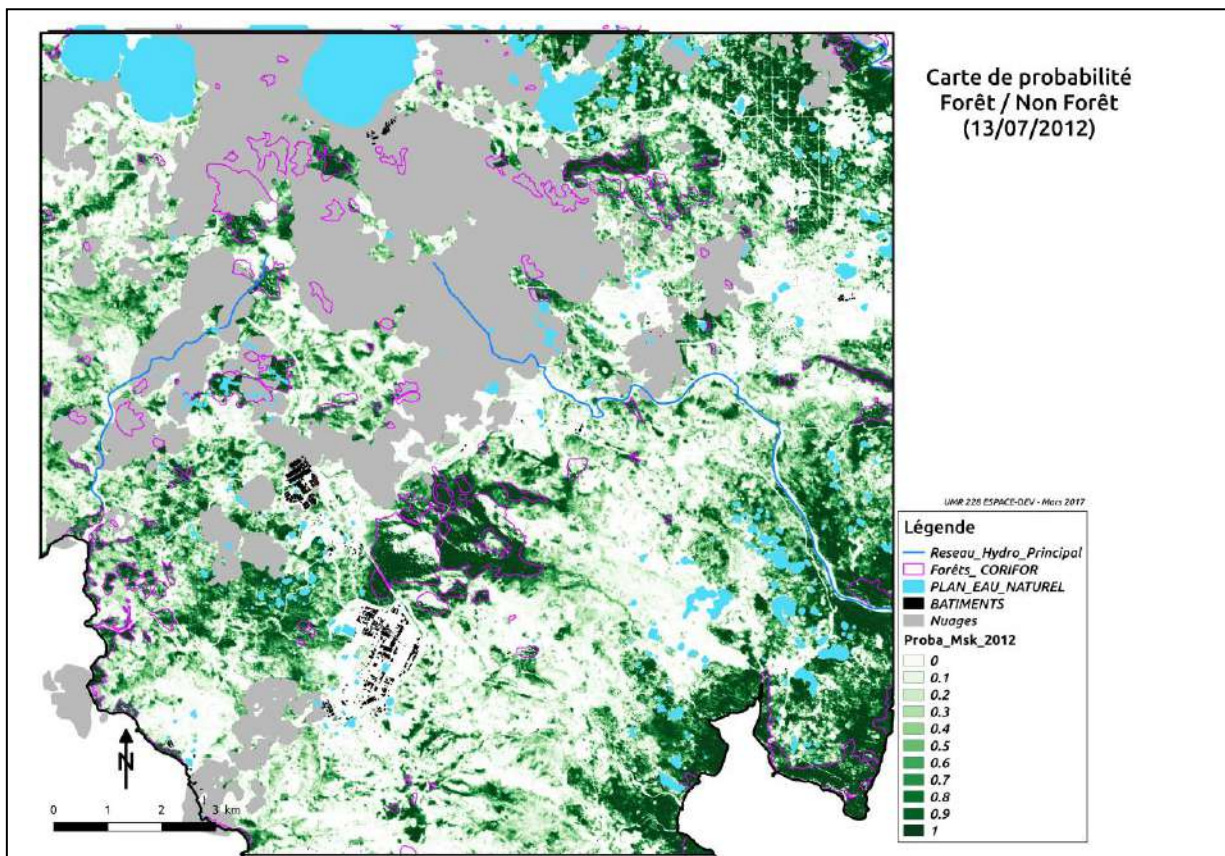 Carte de probabilité
Forêt / Non Forêt
(13/07/2012)
UMR 228 ESPACE-DEV - Mars 2017
Légende
Reseau_Hydro_Principal
Forêts_ CORIFOR
PLAN_EAU_NATUREL
BATIMENTS
Nuages
Proba_Msk_2012
0
0.1
0.2
0.3
0.4
0.5
0.6
0.7
0.8
0.9
1
N
0 1 2 3 km